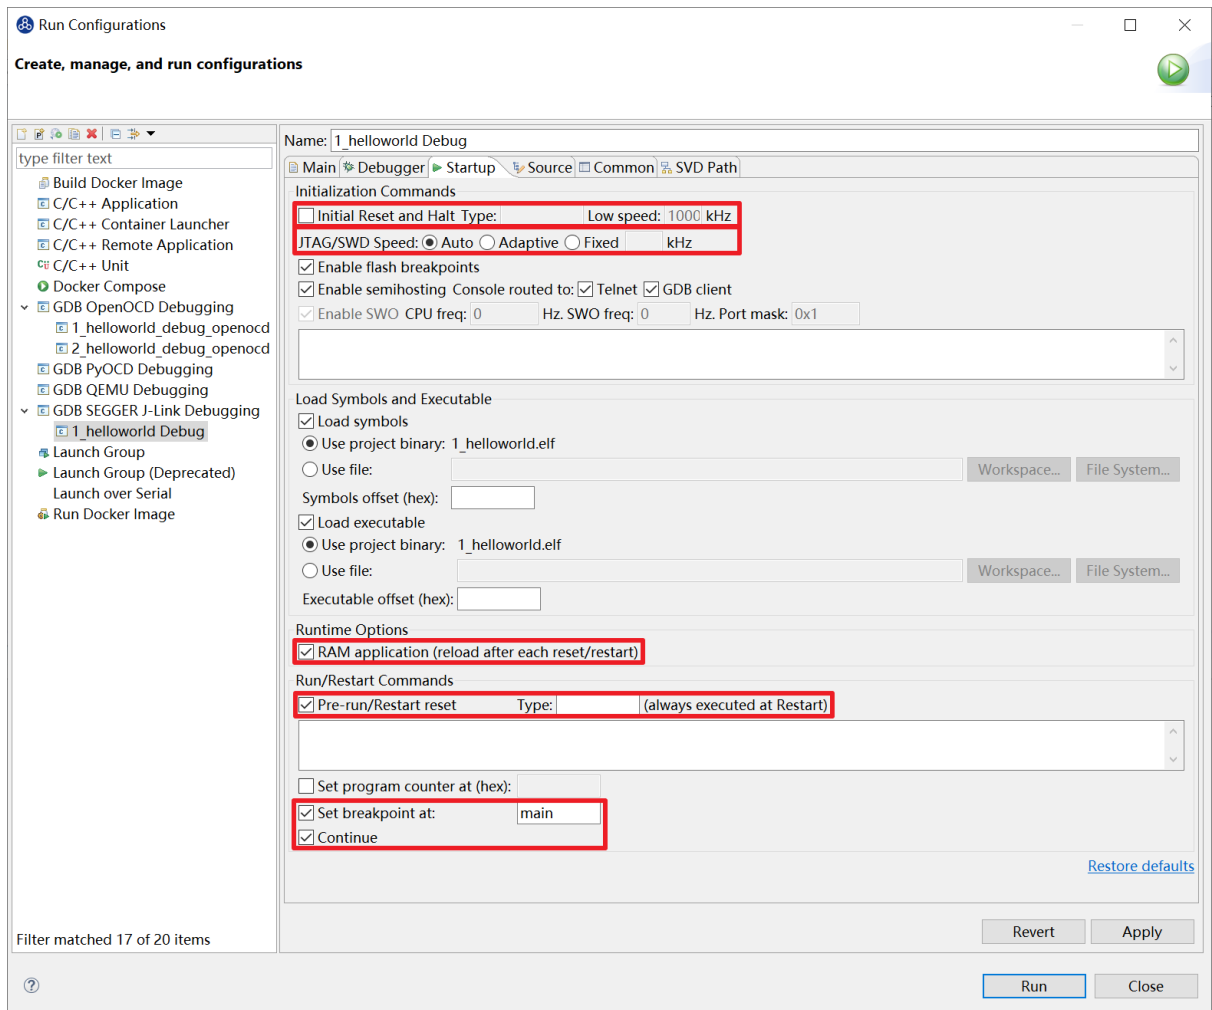 Run Configurations
Create, manage, and run configurations
type filter text
Build Docker Image
C/C++ Application
C/C++ Container Launcher
C/C++ Remote Application
C/C++ Unit
Docker Compose
GDB OpenOCD Debugging
1_helloworld_debug_openocd
2_helloworld_debug_openocd
GDB PyOCD Debugging
GDB QEMU Debugging
GDB SEGGER J-Link Debugging
1_helloworld Debug
Launch Group
Launch Group (Deprecated)
Launch over Serial
Run Docker Image
Filter matched 17 of 20 items
Name: 1_helloworld Debug
Main Debugger Startup Source Common SVD Path
Initialization Commands
Initial Reset and Halt Type: Low speed: 1000 kHz
JTAG/SWD Speed: Auto Adaptive Fixed kHz
Enable flash breakpoints
Enable semihosting Console routed to: Telnet GDB client
Enable SWO CPU freq: 0 Hz. SWO freq: 0 Hz. Port mask: 0x1
Load Symbols and Executable
Load symbols
Use project binary: 1_helloworld.elf
Use file: Workspace... File System...
Symbols offset (hex):
Load executable
Use project binary: 1_helloworld.elf
Use file: Workspace... File System...
Executable offset (hex):
Runtime Options
RAM application (reload after each reset/restart)
Run/Restart Commands
Pre-run/Restart reset Type: (always executed at Restart)
Set program counter at (hex):
Set breakpoint at: main
Continue
Restore defaults
Revert Apply
Run Close